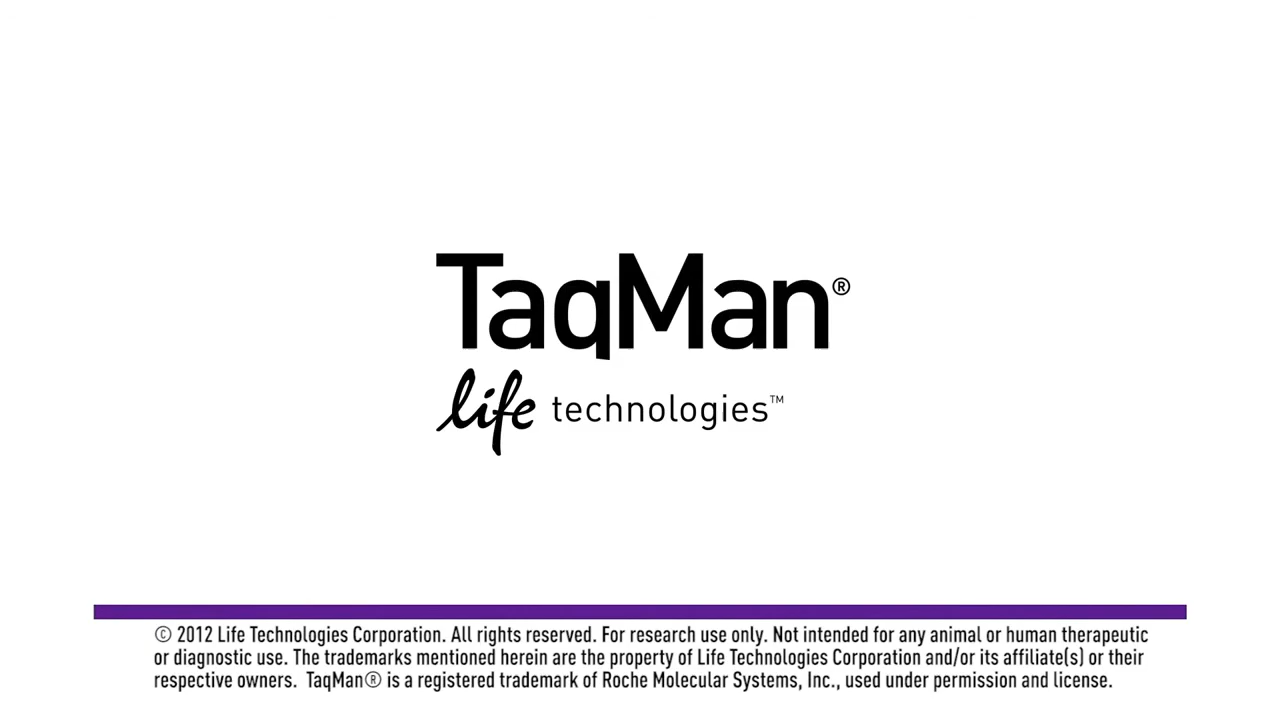 TaqMan®
life technologies™
© 2012 Life Technologies Corporation. All rights reserved. For research use only. Not intended for any animal or human therapeutic
or diagnostic use. The trademarks mentioned herein are the property of Life Technologies Corporation and/or its affiliate(s) or their
respective owners.  TaqMan® is a registered trademark of Roche Molecular Systems, Inc., used under permission and license.